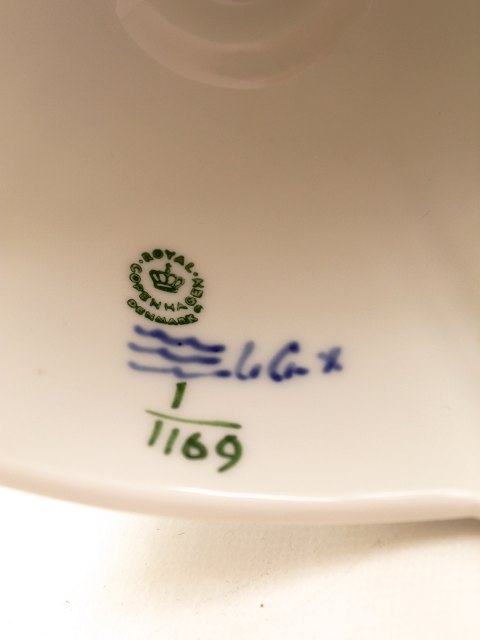 ROYAL COPENHAGEN
DENMARK
1
1169